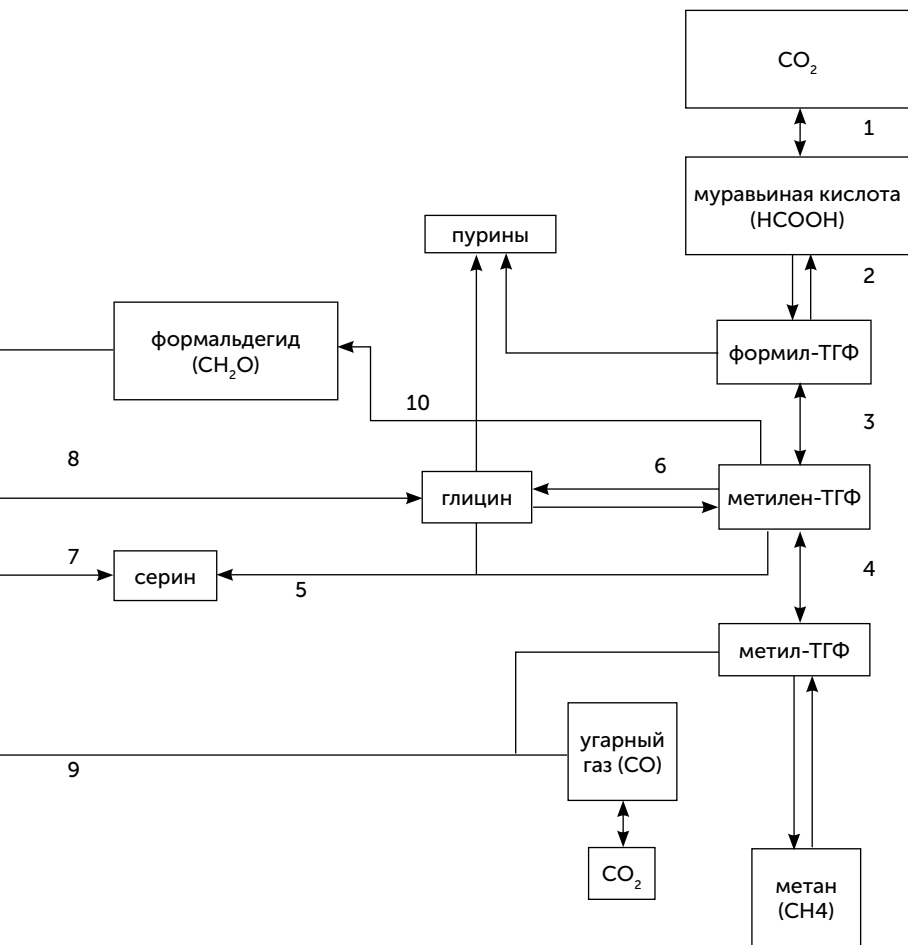 CO2
1
муравьиная кислота
(HCOOH)
2
пурины
формальдегид
(CH2O)
формил-ТГФ
10
3
8
6
глицин
метилен-ТГФ
7
серин
5
4
метил-ТГФ
угарный
газ (CO)
9
CO2
метан
(CH4)